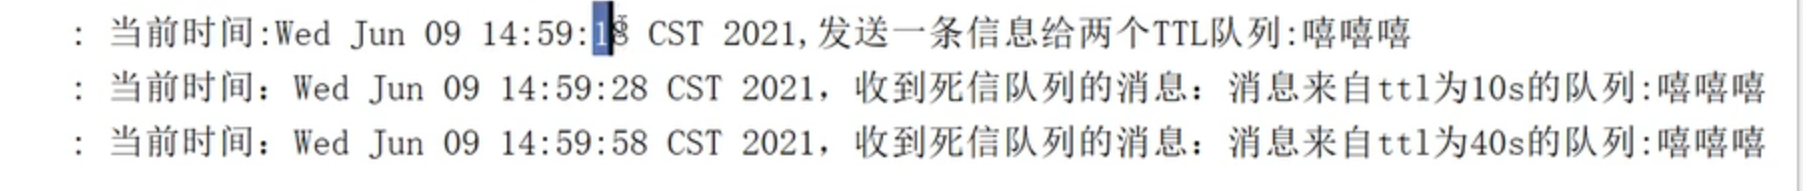 : 当前时间:Wed Jun 09 14:59:18 CST 2021,发送一条信息给两个TTL队列:嘻嘻嘻
: 当前时间：Wed Jun 09 14:59:28 CST 2021，收到死信队列的消息：消息来自ttl为10s的队列:嘻嘻嘻
: 当前时间：Wed Jun 09 14:59:58 CST 2021，收到死信队列的消息：消息来自ttl为40s的队列:嘻嘻嘻